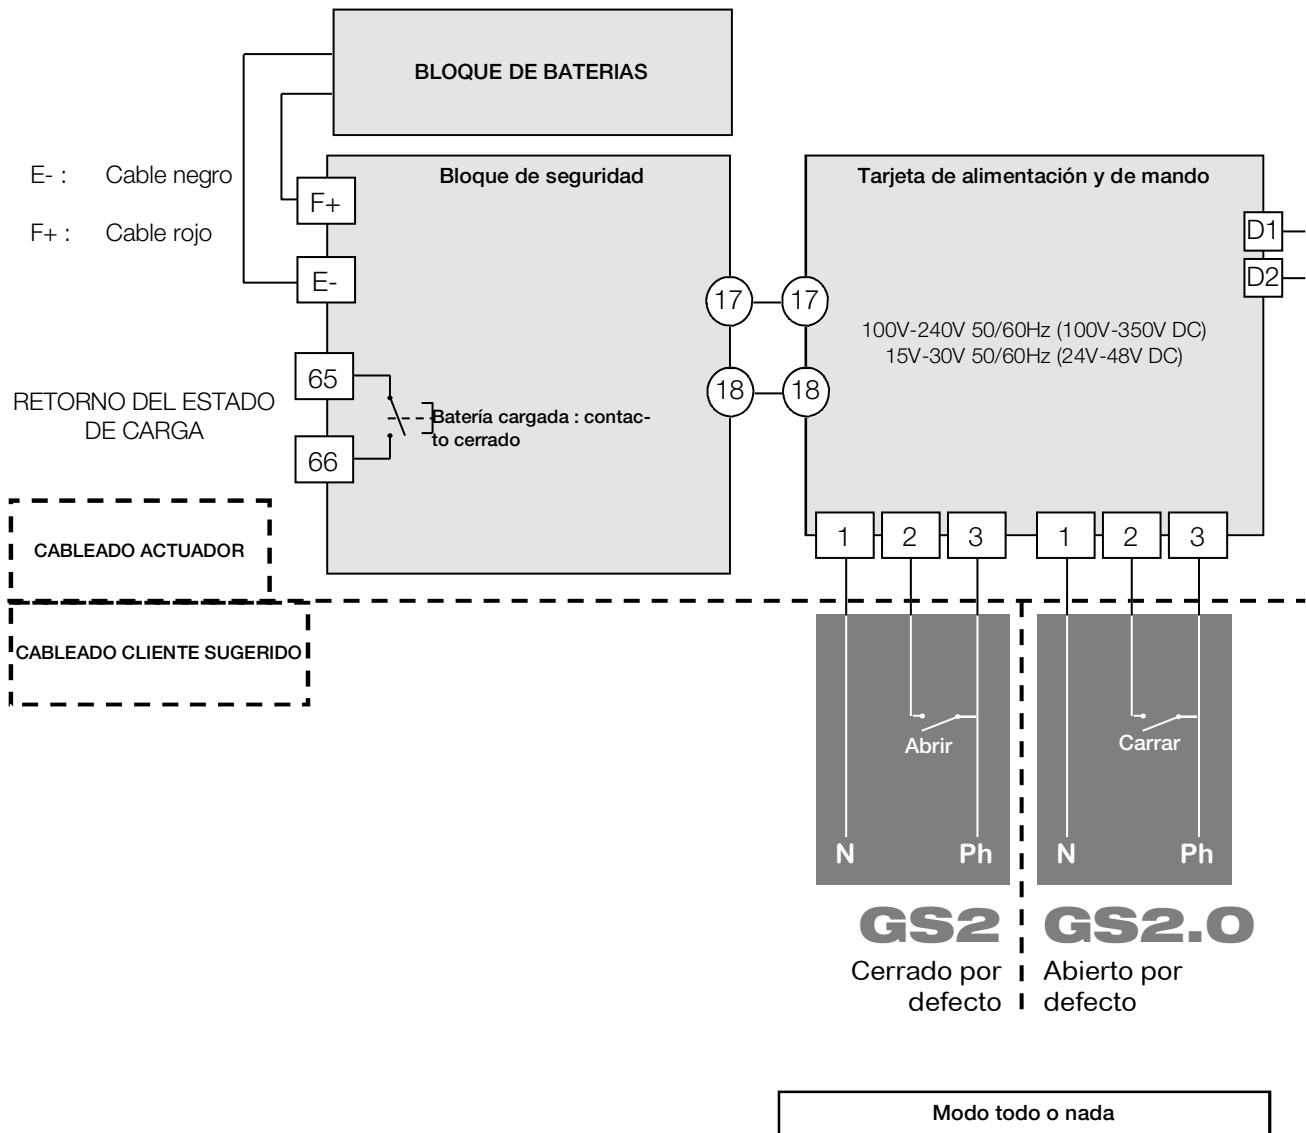 BLOQUE DE BATERIAS
E- : Cable negro
F+ : Cable rojo
F+
E-
Bloque de seguridad
65
66
RETORNO DEL ESTADO
DE CARGA
Batería cargada : contac-
to cerrado
17
17
18
18
Tarjeta de alimentación y de mando
D1
D2
100V-240V 50/60Hz (100V-350V DC)
15V-30V 50/60Hz (24V-48V DC)
1 2 3 1 2 3
CABLEADO ACTUADOR
CABLEADO CLIENTE SUGERIDO
Abrir
N Ph
Carrar
N Ph
GS2
Cerrado por
defecto
GS2.0
Abierto por
defecto
Modo todo o nada